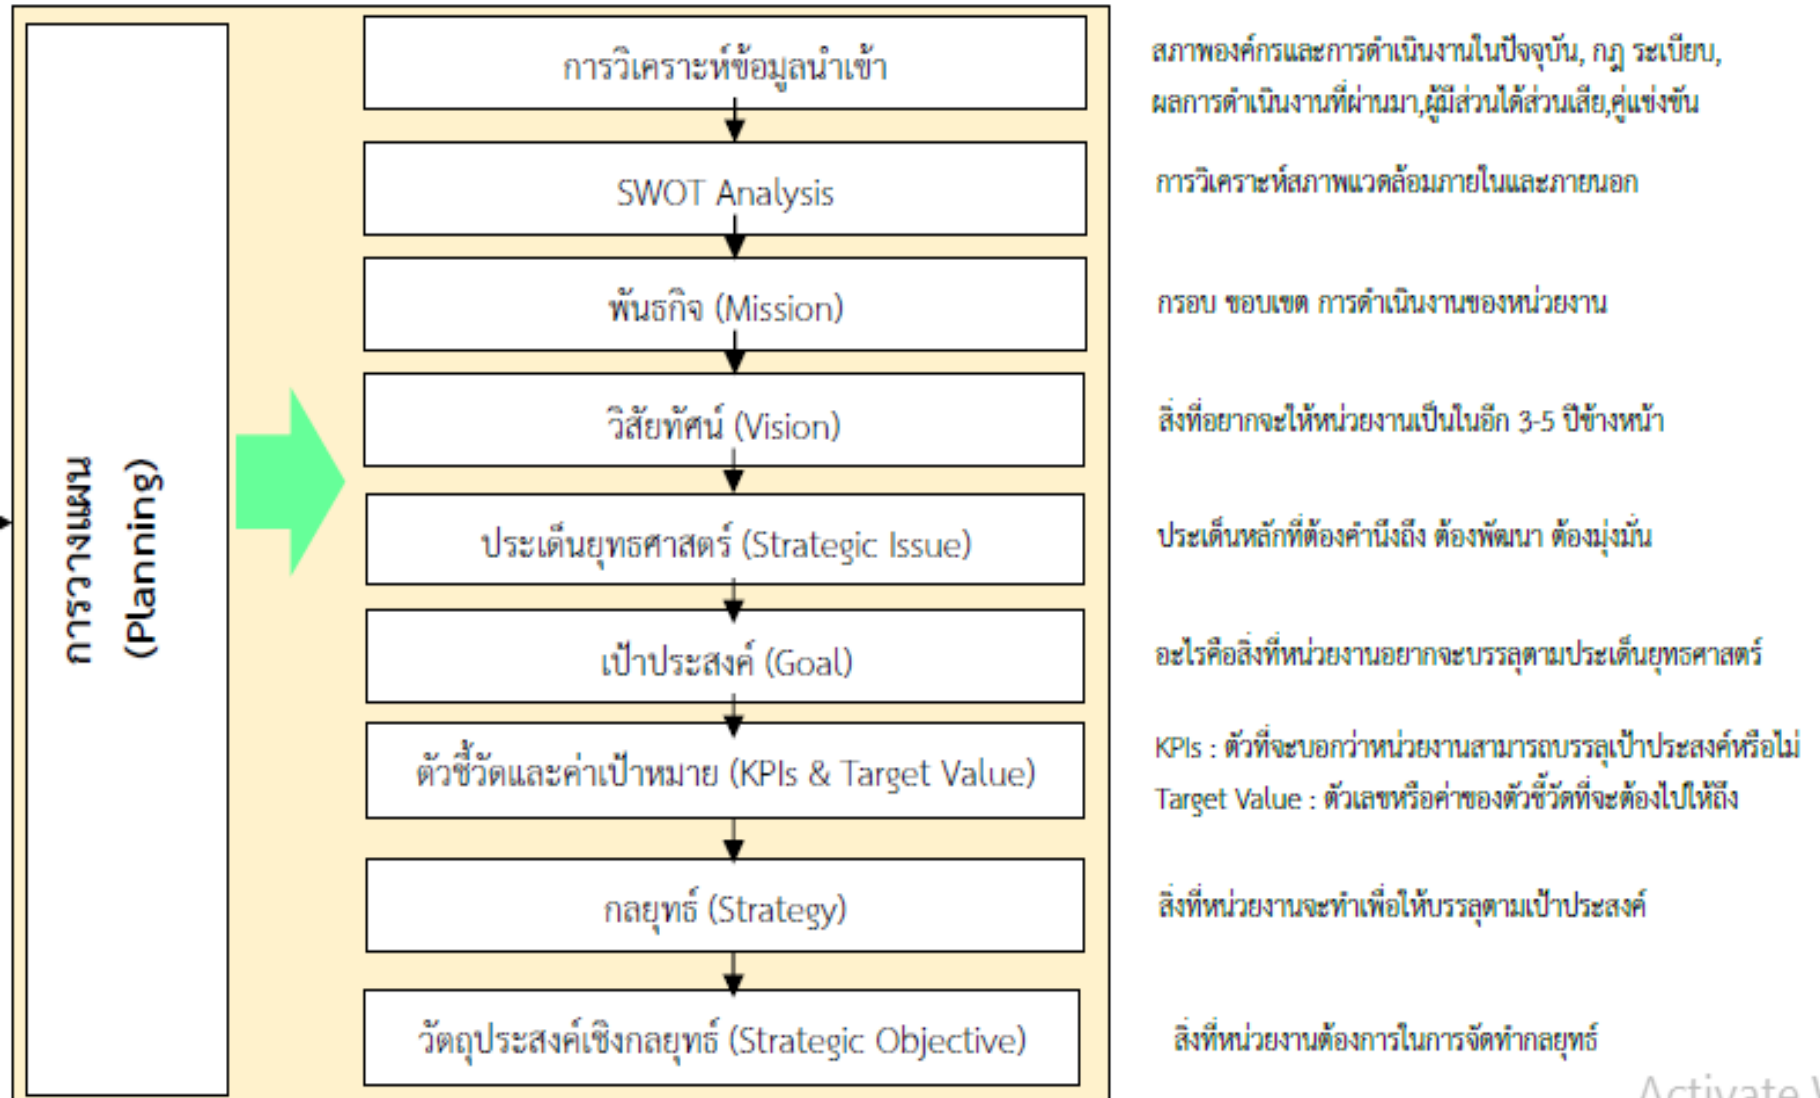 การวางแผน
(Planning)
การวิเคราะห์ข้อมูลนำเข้า
สภาพองค์กรและการดำเนินงานในปัจจุบัน, กฎ ระเบียบ,
ผลการดำเนินงานที่ผ่านมา,ผู้มีส่วนได้ส่วนเสีย,คู่แข่งขัน
SWOT Analysis
การวิเคราะห์สภาพแวดล้อมภายในและภายนอก
พันธกิจ (Mission)
กรอบ ขอบเขต การดำเนินงานของหน่วยงาน
วิสัยทัศน์ (Vision)
สิ่งที่อยากจะให้หน่วยงานเป็นในอีก 3-5 ปีข้างหน้า
ประเด็นยุทธศาสตร์ (Strategic Issue)
ประเด็นหลักที่ต้องคำนึงถึง ต้องพัฒนา ต้องมุ่งมั่น
เป้าประสงค์ (Goal)
อะไรคือสิ่งที่หน่วยงานอยากจะบรรลุตามประเด็นยุทธศาสตร์
ตัวชี้วัดและค่าเป้าหมาย (KPIs & Target Value)
KPIs : ตัวที่จะบอกว่าหน่วยงานสามารถบรรลุเป้าประสงค์หรือไม่
Target Value : ตัวเลขหรือค่าของตัวชี้วัดที่จะต้องไปให้ถึง
กลยุทธ์ (Strategy)
สิ่งที่หน่วยงานจะทำเพื่อให้บรรลุตามเป้าประสงค์
วัตถุประสงค์เชิงกลยุทธ์ (Strategic Objective)
สิ่งที่หน่วยงานต้องการในการจัดทำกลยุทธ์
Activate